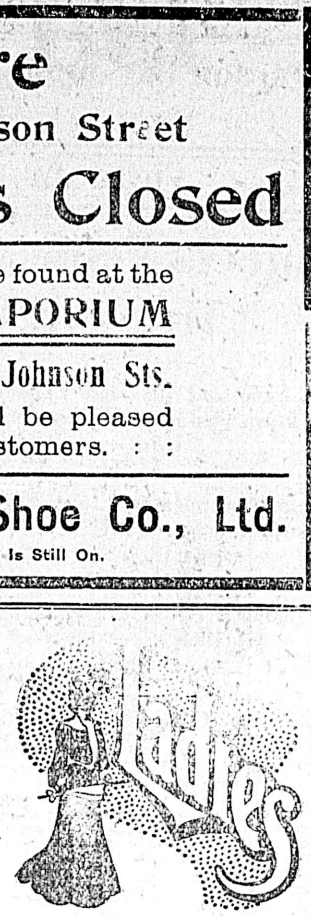 re
son Street
s Closed
e found at the
PORIUM
Johnson Sts.
l be pleased
stomers. : :
Shoe Co., Ltd.
Is Still On.
Ladies